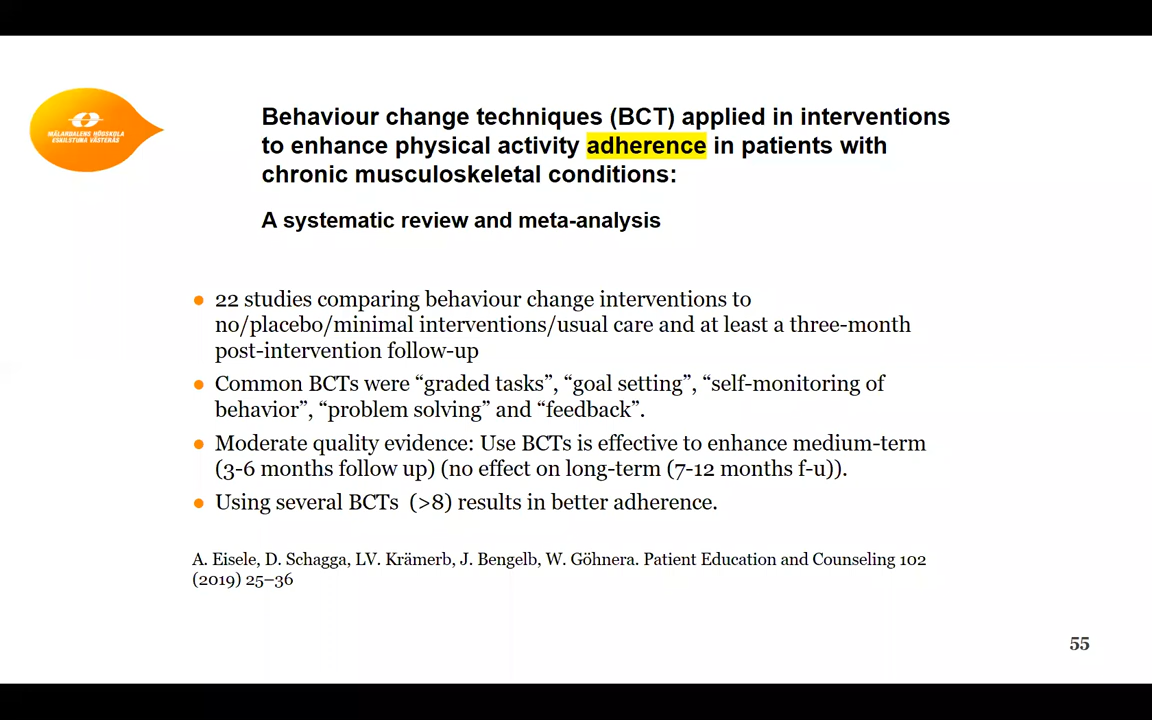 MÄLARDALENS HÖGSKOLA
ESKILSTUNA VÄSTERÅS
Behaviour change techniques (BCT) applied in interventions
to enhance physical activity adherence in patients with
chronic musculoskeletal conditions:
A systematic review and meta-analysis
22 studies comparing behaviour change interventions to
no/placebo/minimal interventions/usual care and at least a three-month
post-intervention follow-up
Common BCTs were “graded tasks”, “goal setting”, “self-monitoring of
behavior”, “problem solving” and “feedback”.
Moderate quality evidence: Use BCTs is effective to enhance medium-term
(3-6 months follow up) (no effect on long-term (7-12 months f-u)).
Using several BCTs (>8) results in better adherence.
A. Eisele, D. Schagga, LV. Krämerb, J. Bengelb, W. Göhnera. Patient Education and Counseling 102
(2019) 25–36
55